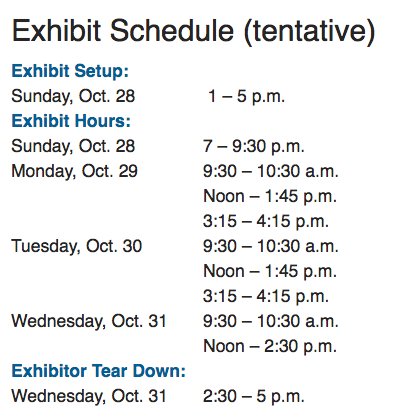 Exhibit Schedule (tentative)
Exhibit Setup:
Sunday, Oct. 28 1 – 5 p.m.
Exhibit Hours:
Sunday, Oct. 28 7 – 9:30 p.m.
Monday, Oct. 29 9:30 – 10:30 a.m.
Noon – 1:45 p.m.
3:15 – 4:15 p.m.
Tuesday, Oct. 30 9:30 – 10:30 a.m.
Noon – 1:45 p.m.
3:15 – 4:15 p.m.
Wednesday, Oct. 31 9:30 – 10:30 a.m.
Noon – 2:30 p.m.
Exhibitor Tear Down:
Wednesday, Oct. 31 2:30 – 5 p.m.